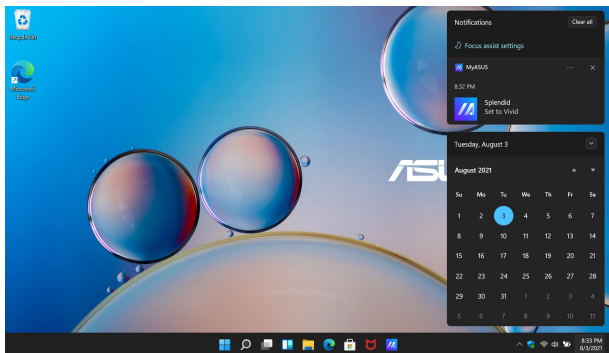 Recycle Bin
Microsoft
Edge
Notifications
Clear all
Focus assist settings
MyASUS
8:32 PM
Splendid
Set to Vivid
Tuesday, August 3
August 2021
Su Mo Tu We Th Fr Sa
1 2 3 4 5 6 7
8 9 10 11 12 13 14
15 16 17 18 19 20 21
22 23 24 25 26 27 28
29 30 31 1 2 3 4
5 6 7 8 9 10 11
8:33 PM
8/3/2021